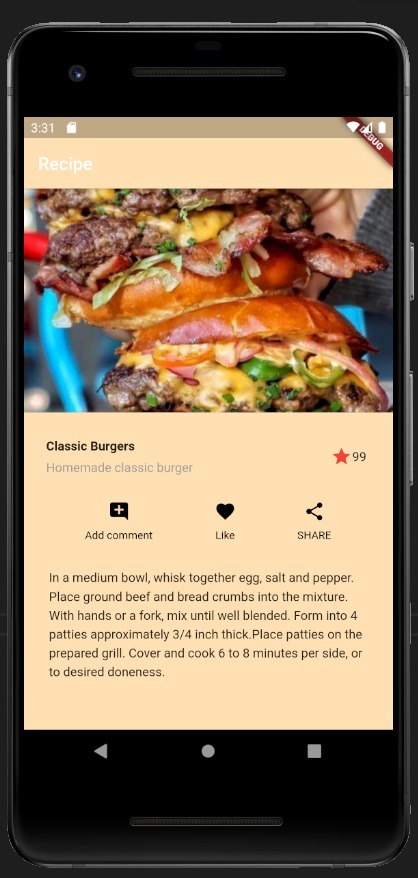 3:31
DEBUG
Recipe
Classic Burgers
Homemade classic burger
99
Add comment
Like
SHARE
In a medium bowl, whisk together egg, salt and pepper.
Place ground beef and bread crumbs into the mixture.
With hands or a fork, mix until well blended. Form into 4
patties approximately 3/4 inch thick.Place patties on the
prepared grill. Cover and cook 6 to 8 minutes per side, or
to desired doneness.